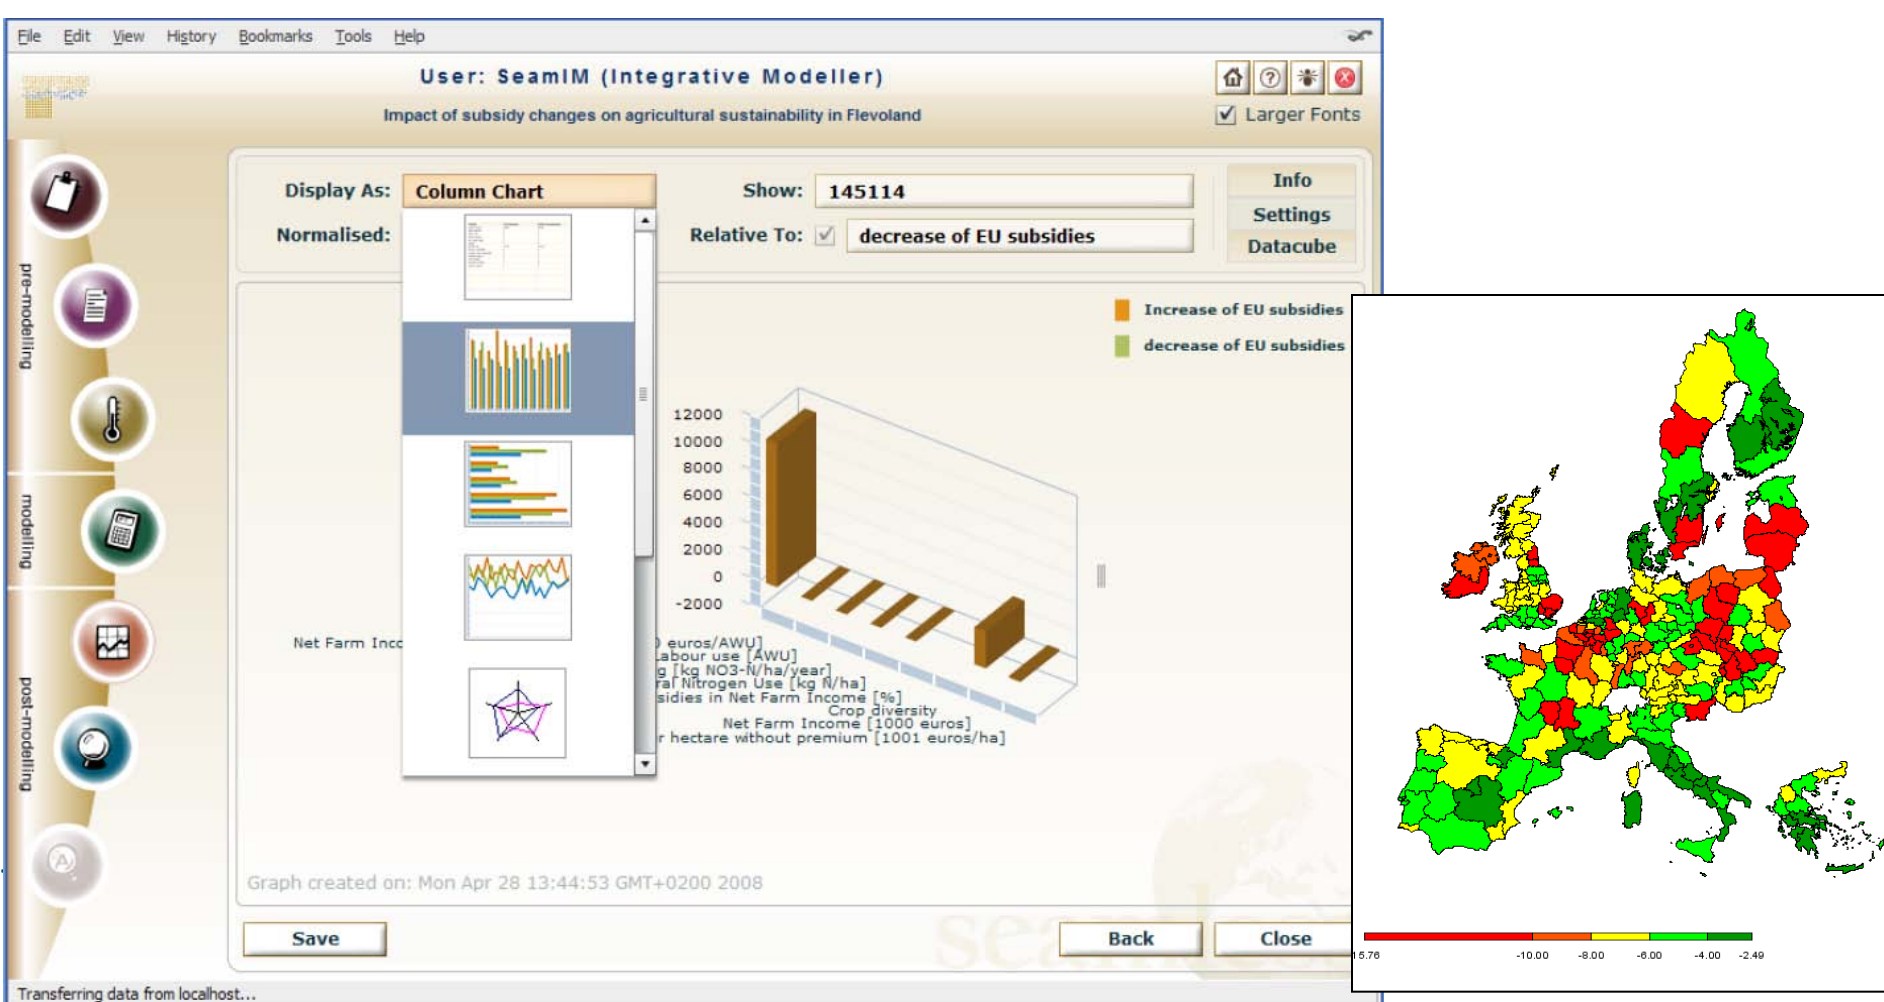 File Edit View History Bookmarks Tools Help
User: SeamIM (Integrative Modeller)
Impact of subsidy changes on agricultural sustainability in Flevoland
Larger Fonts
Display As: Column Chart
Show: 145114
Info
Settings
Normalised:
Relative To: decrease of EU subsidies
Datacube
pre-modelling
modelling
post-modelling
Increase of EU subsidies
decrease of EU subsidies
12000
10000
8000
6000
4000
2000
0
-2000
Net Farm Inco
0 euros/AWU]
Labour use [AWU]
g [kg NO3-N/ha/year]
ral Nitrogen Use [kg N/ha]
sidies in Net Farm Income [%]
Crop diversity
Net Farm Income [1000 euros]
r hectare without premium [1001 euros/ha]
Graph created on: Mon Apr 28 13:44:53 GMT+0200 2008
Save
Back
Close
Transferring data from localhost...
15.76 -10.00 -8.00 -6.00 -4.00 -2.49